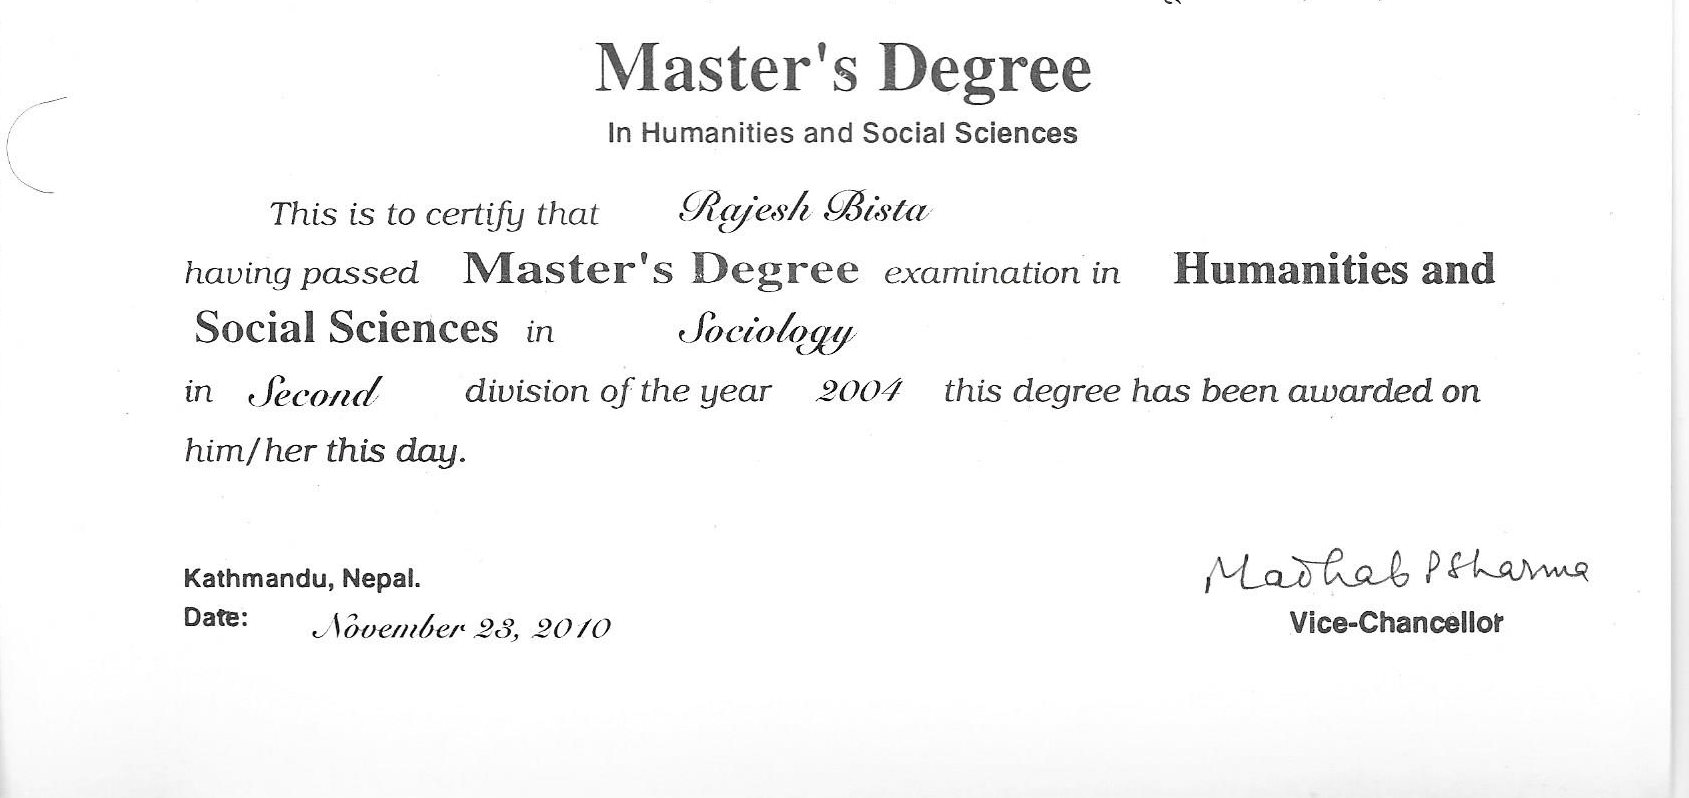 Master's Degree
In Humanities and Social Sciences
This is to certify that Rajesh Bista
having passed Master's Degree examination in Humanities and
Social Sciences in Sociology
in Second division of the year 2004 this degree has been awarded on
him/her this day.
Kathmandu, Nepal.
Date: November 23, 2010
Madhab P Sharma
Vice-Chancellor